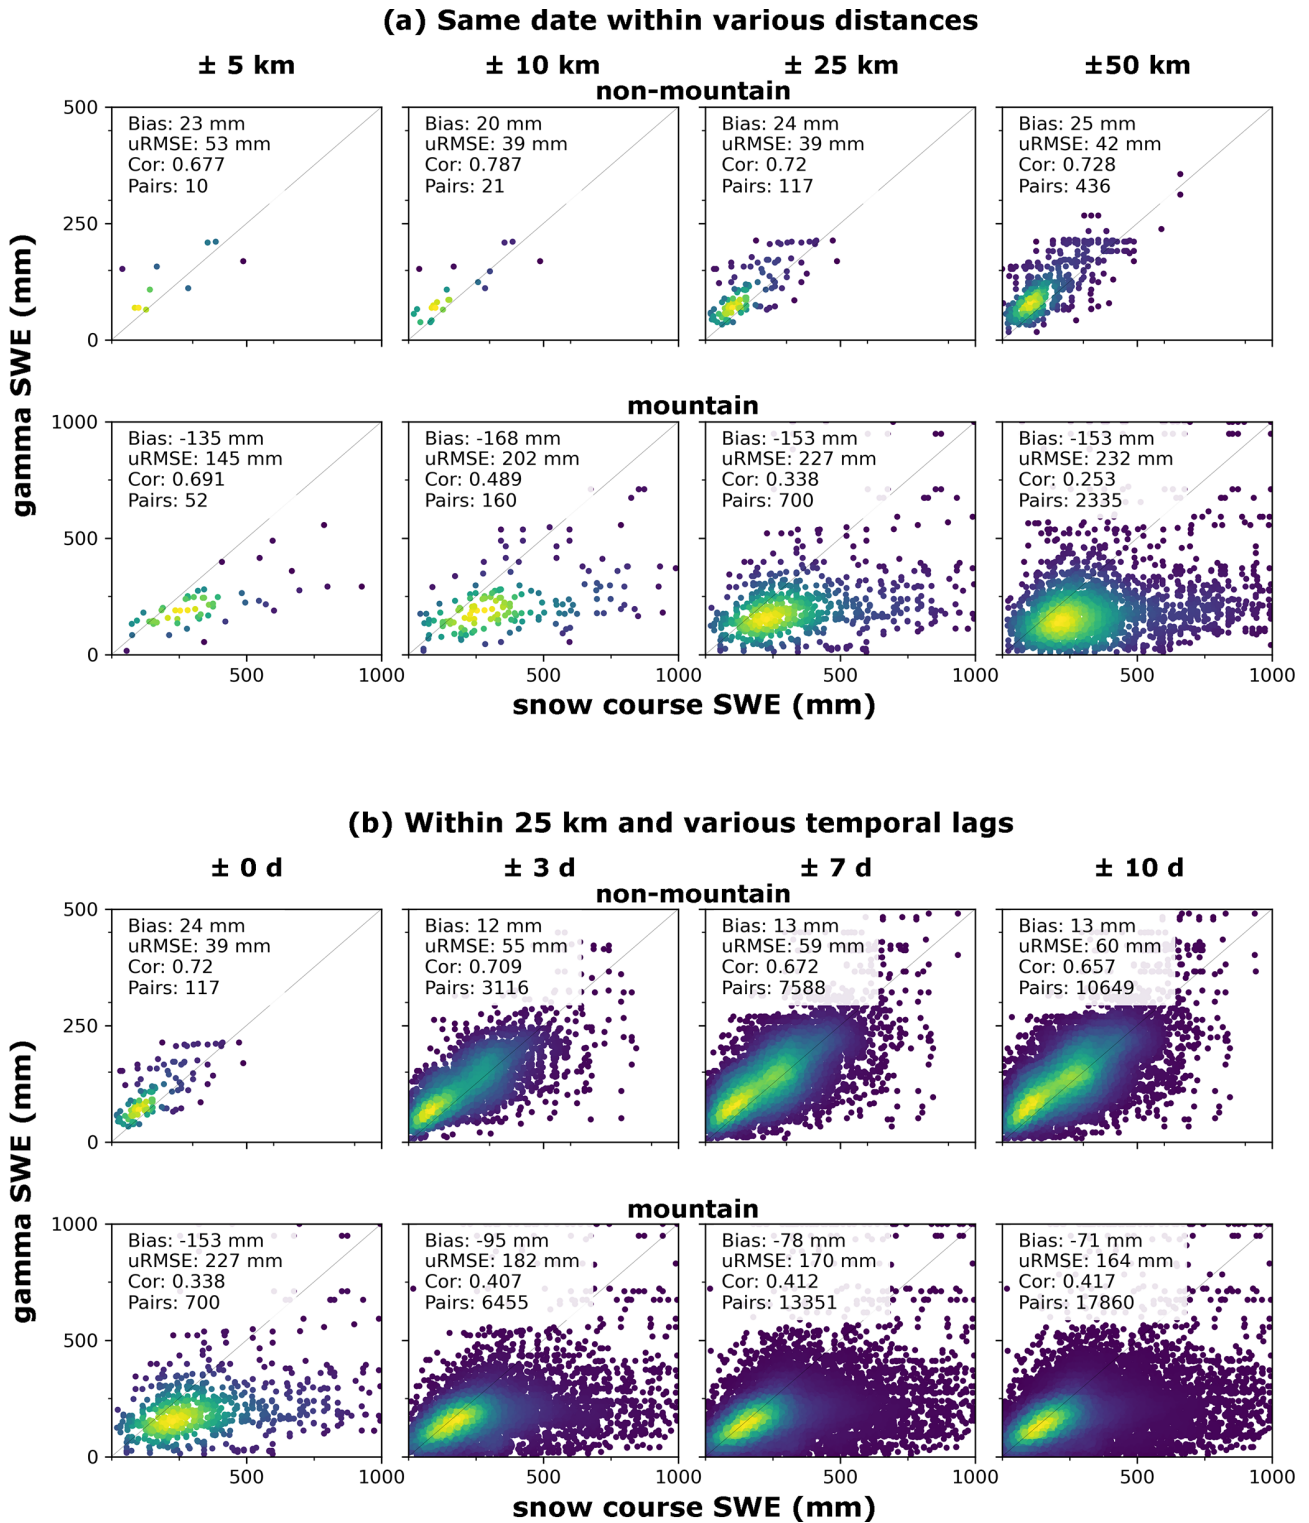 (a) Same date within various distances
± 5 km
± 10 km
± 25 km
±50 km
non-mountain
500
250
0
Bias: 23 mm
uRMSE: 53 mm
Cor: 0.677
Pairs: 10
Bias: 20 mm
uRMSE: 39 mm
Cor: 0.787
Pairs: 21
Bias: 24 mm
uRMSE: 39 mm
Cor: 0.72
Pairs: 117
Bias: 25 mm
uRMSE: 42 mm
Cor: 0.728
Pairs: 436
gamma SWE (mm)
mountain
1000
500
0
Bias: -135 mm
uRMSE: 145 mm
Cor: 0.691
Pairs: 52
Bias: -168 mm
uRMSE: 202 mm
Cor: 0.489
Pairs: 160
Bias: -153 mm
uRMSE: 227 mm
Cor: 0.338
Pairs: 700
Bias: -153 mm
uRMSE: 232 mm
Cor: 0.253
Pairs: 2335
500
1000
500
1000
500
1000
500
1000
snow course SWE (mm)
(b) Within 25 km and various temporal lags
± 0 d
± 3 d
± 7 d
± 10 d
non-mountain
500
250
0
Bias: 24 mm
uRMSE: 39 mm
Cor: 0.72
Pairs: 117
Bias: 12 mm
uRMSE: 55 mm
Cor: 0.709
Pairs: 3116
Bias: 13 mm
uRMSE: 59 mm
Cor: 0.672
Pairs: 7588
Bias: 13 mm
uRMSE: 60 mm
Cor: 0.657
Pairs: 10649
gamma SWE (mm)
mountain
1000
500
0
Bias: -153 mm
uRMSE: 227 mm
Cor: 0.338
Pairs: 700
Bias: -95 mm
uRMSE: 182 mm
Cor: 0.407
Pairs: 6455
Bias: -78 mm
uRMSE: 170 mm
Cor: 0.412
Pairs: 13351
Bias: -71 mm
uRMSE: 164 mm
Cor: 0.417
Pairs: 17860
500
1000
500
1000
500
1000
500
1000
snow course SWE (mm)